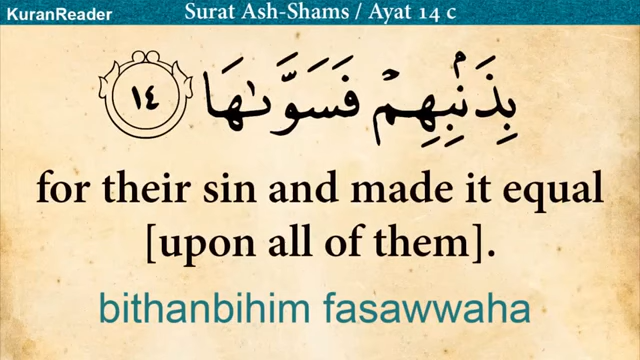 KuranReader
Surat Ash-Shams / Ayat 14 c
بِذَنۢبِهِمْ فَسَوَّىٰهَا ١٤
for their sin and made it equal
[upon all of them].
bithanbihim fasawwaha